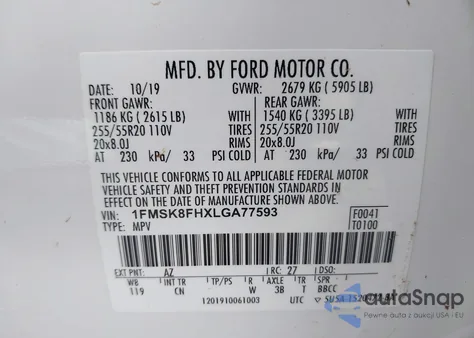 MFD. BY FORD MOTOR CO.
DATE: 10/19 GVWR: 2679 KG ( 5905 LB)
FRONT GAWR: REAR GAWR:
1186 KG ( 2615 LB) WITH 1540 KG ( 3395 LB) WITH
255/55R20 110V TIRES 255/55R20 110V TIRES
20x8.0J RIMS 20x8.0J RIMS
AT 230 kPa/ 33 PSI COLD AT 230 kPa/ 33 PSI COLD
THIS VEHICLE CONFORMS TO ALL APPLICABLE FEDERAL MOTOR
VEHICLE SAFETY AND THEFT PREVENTION STANDARDS IN
EFFECT ON THE DATE OF MANUFACTURE SHOWN ABOVE.
VIN: 1FMSK8FHXLGA77593 F0041
TYPE: MPV T0100
EXT PNT: AZ RC: 27 DSO:
WB INT TR TP/PS R AXLE TR SPR
119 CN W 3B T BBCC
1201910061003 UTC
autoSnap
Pewne auta z USA i EU